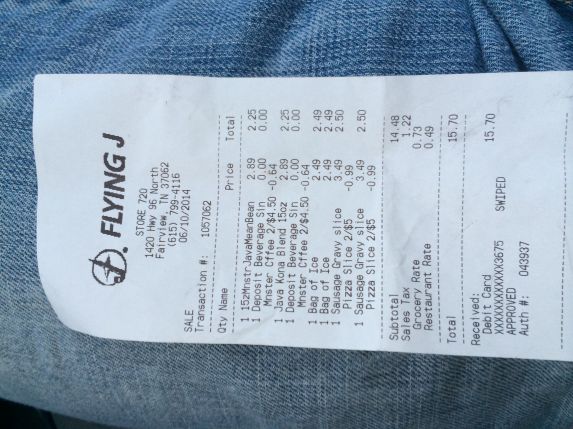 FLYING J
STORE 720
1420 Hwy 96 North
Fairview, TN 37062
(615) 799-4116
06/10/2014
SALE
Transaction #: 1057062
Qty Name Price Total
1 15zMnstrJavaMeanBean 2.89 2.25
1 Deposit Beverage Sin 0.00 0.00
Mnster Cffee 2/$4.50 -0.64
1 Java Kona Blend 15oz 2.89 2.25
1 Deposit Beverage Sin 0.00 0.00
Mnster Cffee 2/$4.50 -0.64
1 Bag of Ice 2.49 2.49
1 Bag of Ice 2.49 2.49
1 Sausage Gravy slice 3.49 2.50
Pizza Slice 2/$5 -0.99
1 Sausage Gravy slice 3.49 2.50
Pizza Slice 2/$5 -0.99
Subtotal 14.48
Sales Tax 1.22
Grocery Rate 0.73
Restaurant Rate 0.49
Total 15.70
Received:
Debit Card 15.70
XXXXXXXXXXXX3675 SWIPED
APPROVED
Auth #: 043937